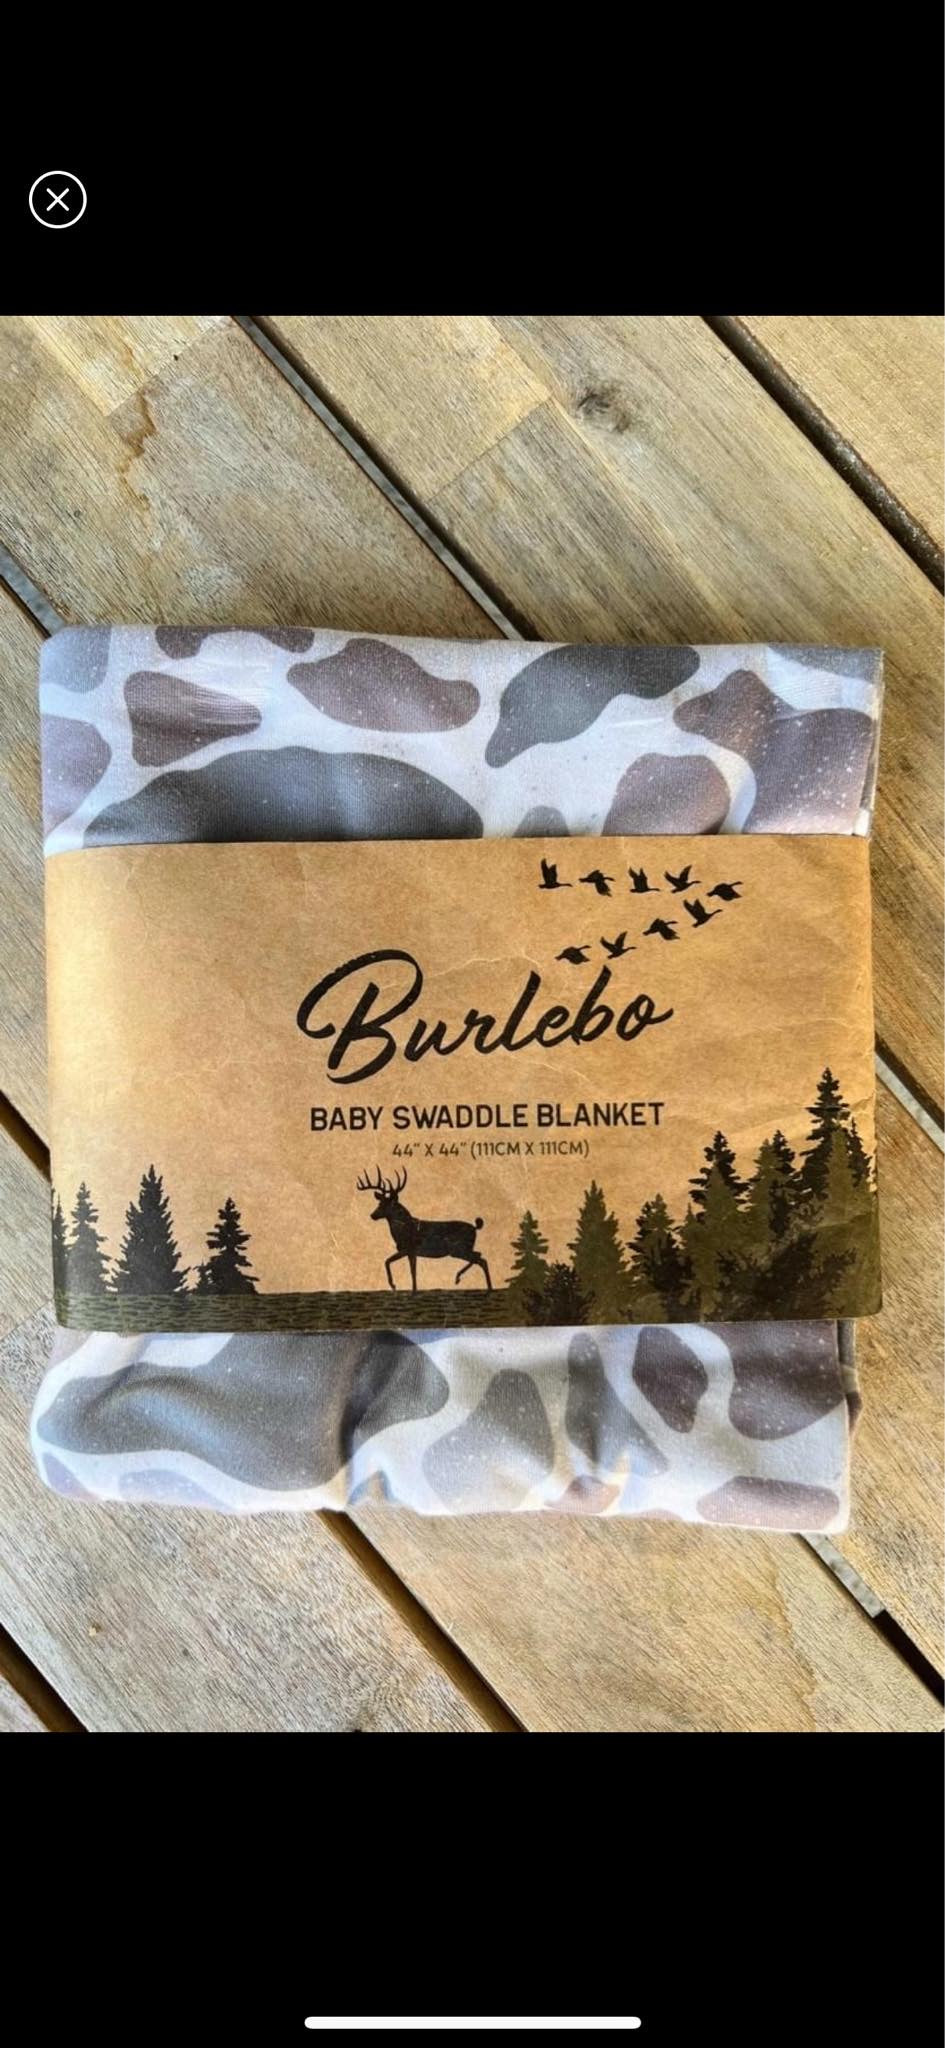 Burlebo
BABY SWADDLE BLANKET
44" X 44" (111CM X 111CM)